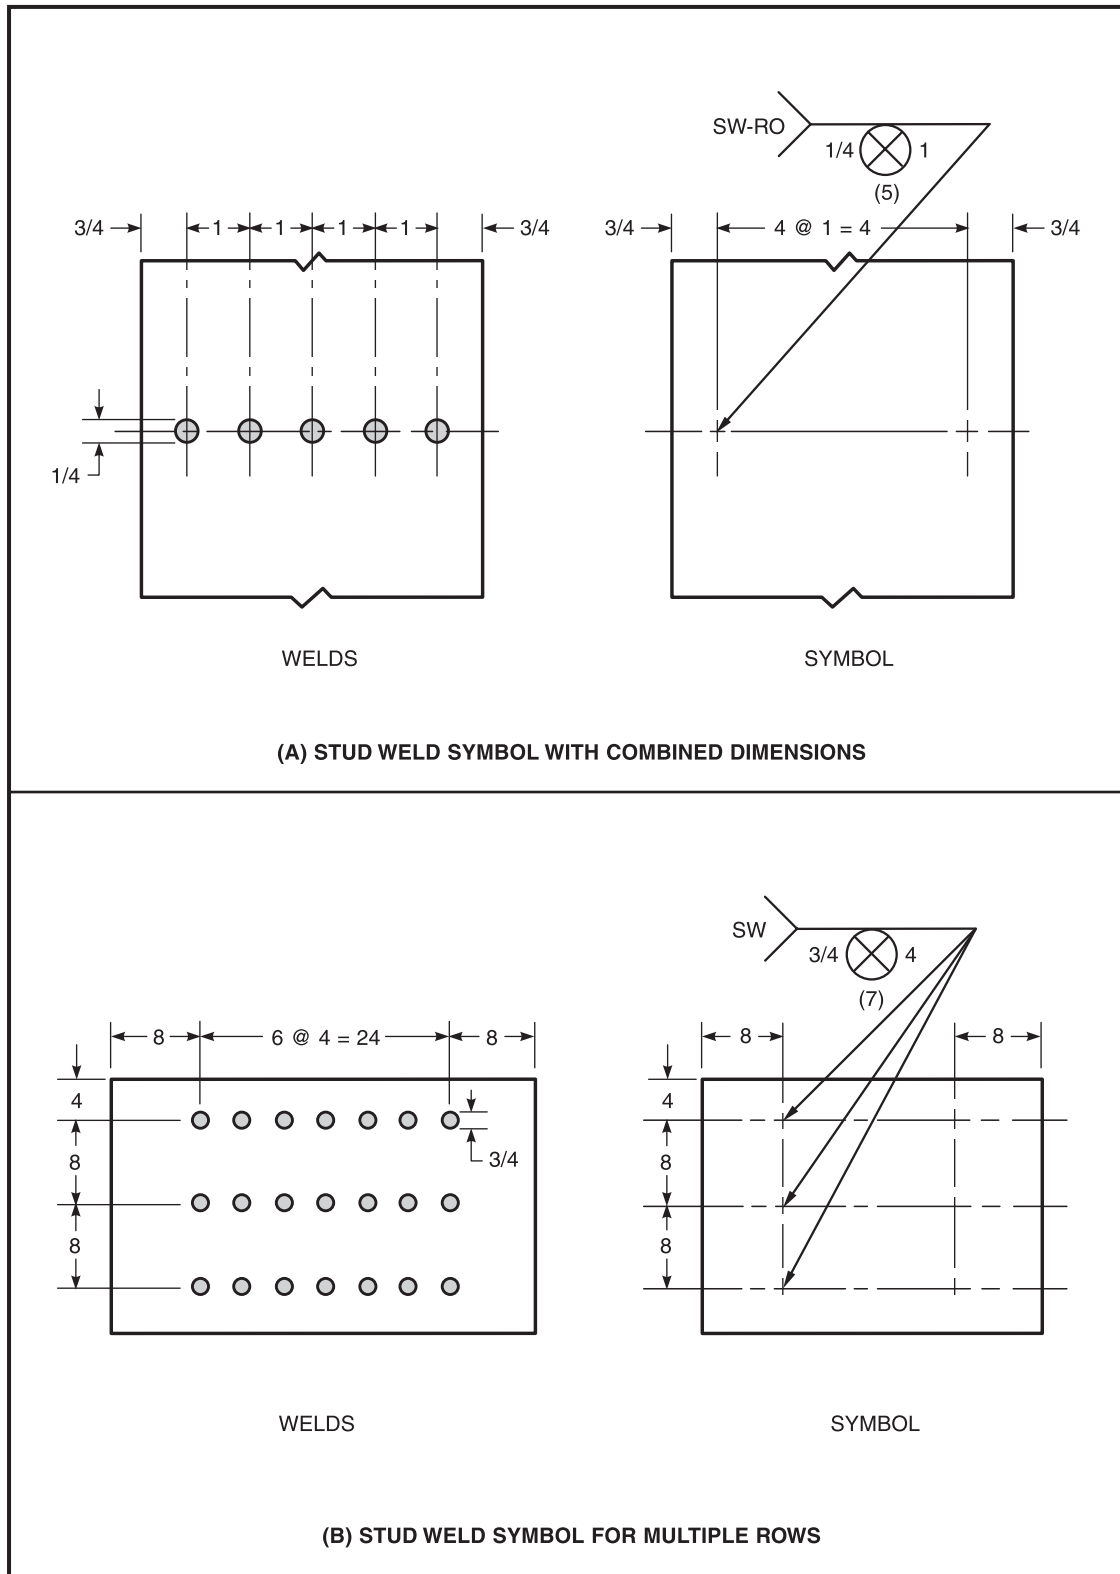 SW-RO
1/4 1
(5)
3/4 1 1 1 1 3/4
3/4 4 @ 1 = 4 3/4
1/4
WELDS
SYMBOL
(A) STUD WELD SYMBOL WITH COMBINED DIMENSIONS
SW
3/4 4
(7)
8 6 @ 4 = 24 8
8 8
4
8
8
3/4
4
8
8
WELDS
SYMBOL
(B) STUD WELD SYMBOL FOR MULTIPLE ROWS